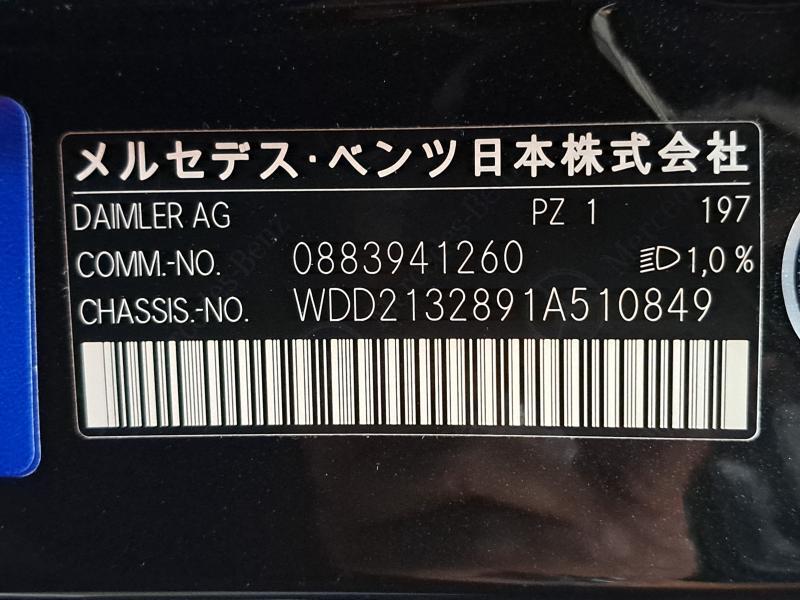 メルセデス・ベンツ日本株式会社
DAIMLER AG PZ 1 197
COMM.-NO. 0883941260 1,0 %
CHASSIS.-NO. WDD2132891A510849